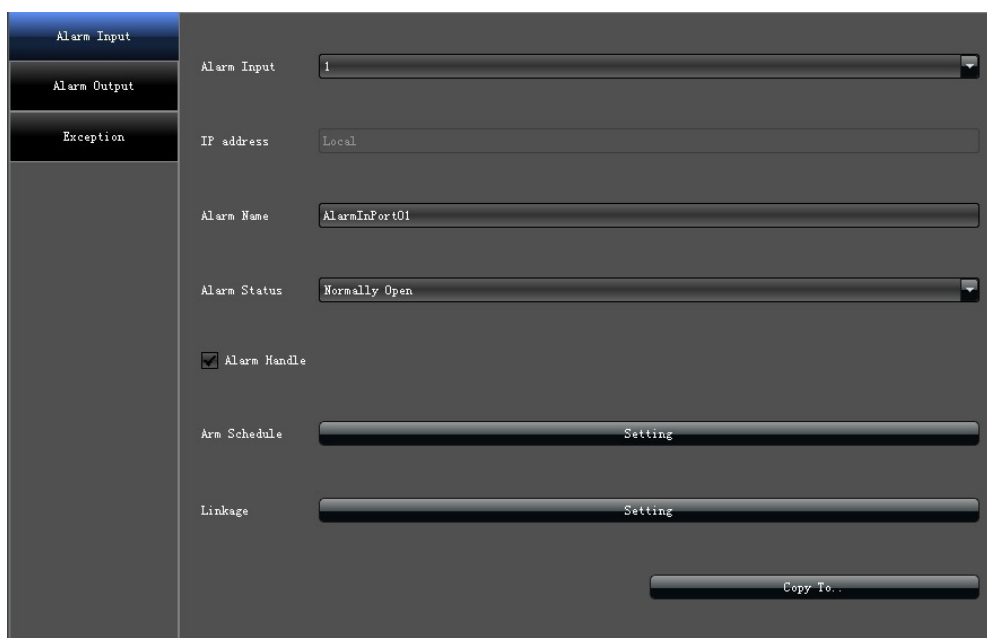 Alarm Input
Alarm Output
Exception
Alarm Input 1
IP address Local
Alarm Name AlarmInPort01
Alarm Status Normally Open
Alarm Handle
Arm Schedule Setting
Linkage Setting
Copy To..